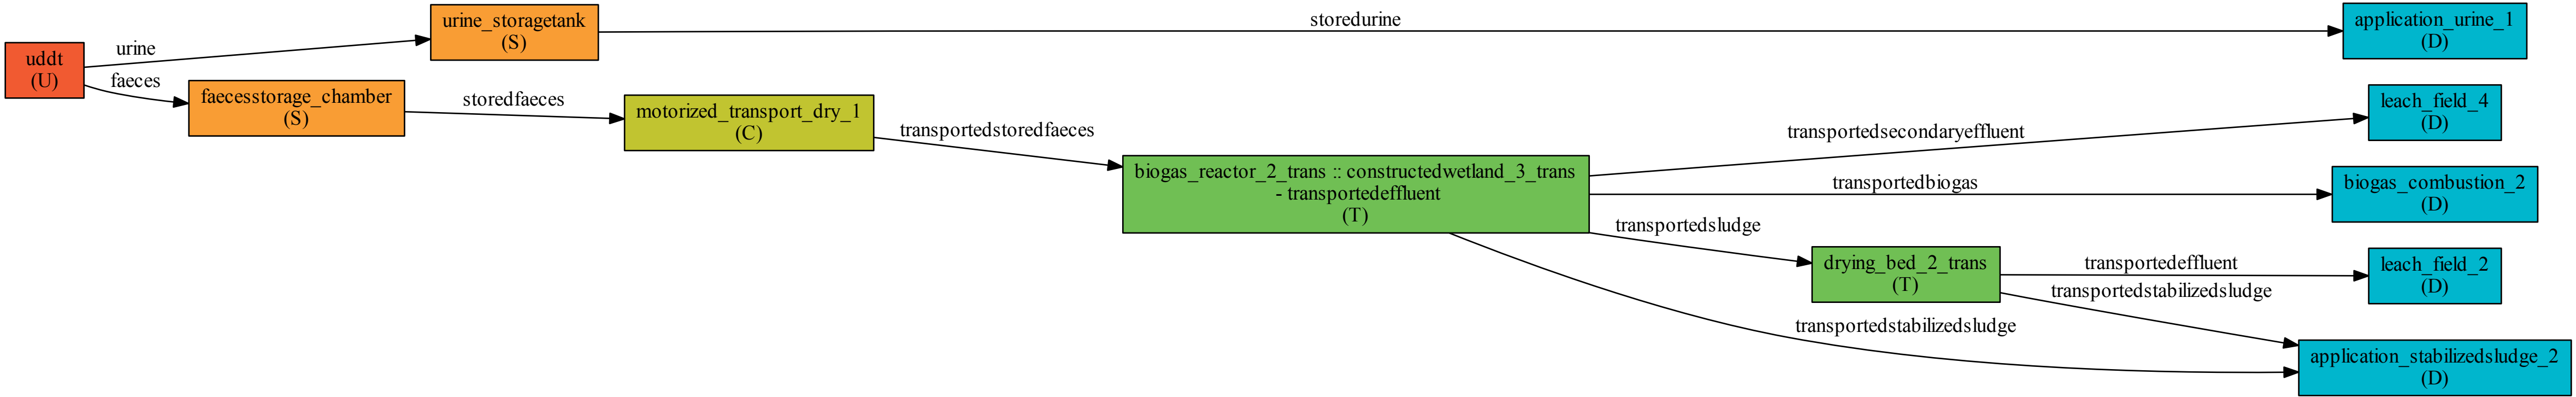 uddt
(U)
urine
faeces
urine_storagetank
(S)
faecesstorage_chamber
(S)
storedurine
storedfaeces
motorized_transport_dry_1
(C)
transportedstoredfaeces
biogas_reactor_2_trans :: constructedwetland_3_trans
- transportedeffluent
(T)
transportedsecondaryeffluent
transportedbiogas
transportedsludge
transportedstabilizedsludge
drying_bed_2_trans
(T)
transportedeffluent
transportedstabilizedsludge
application_urine_1
(D)
leach_field_4
(D)
biogas_combustion_2
(D)
leach_field_2
(D)
application_stabilizedsludge_2
(D)